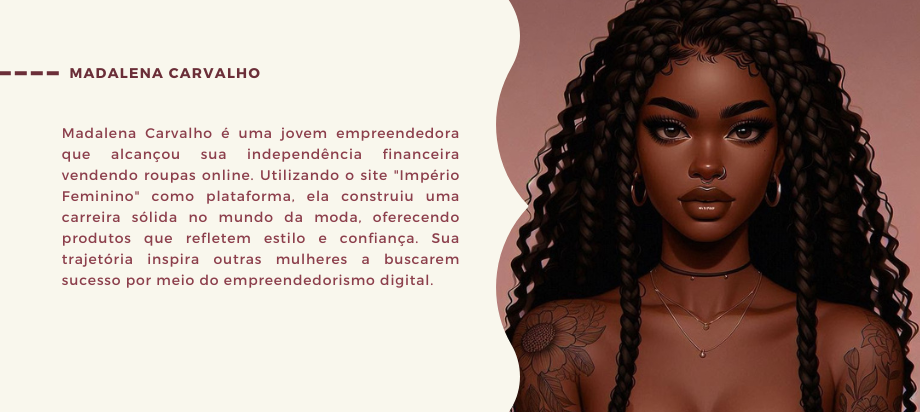 MADALENA CARVALHO
Madalena Carvalho é uma jovem empreendedora
que alcançou sua independência financeira
vendendo roupas online. Utilizando o site "Império
Feminino" como plataforma, ela construiu uma
carreira sólida no mundo da moda, oferecendo
produtos que refletem estilo e confiança. Sua
trajetória inspira outras mulheres a buscarem
sucesso por meio do empreendedorismo digital.